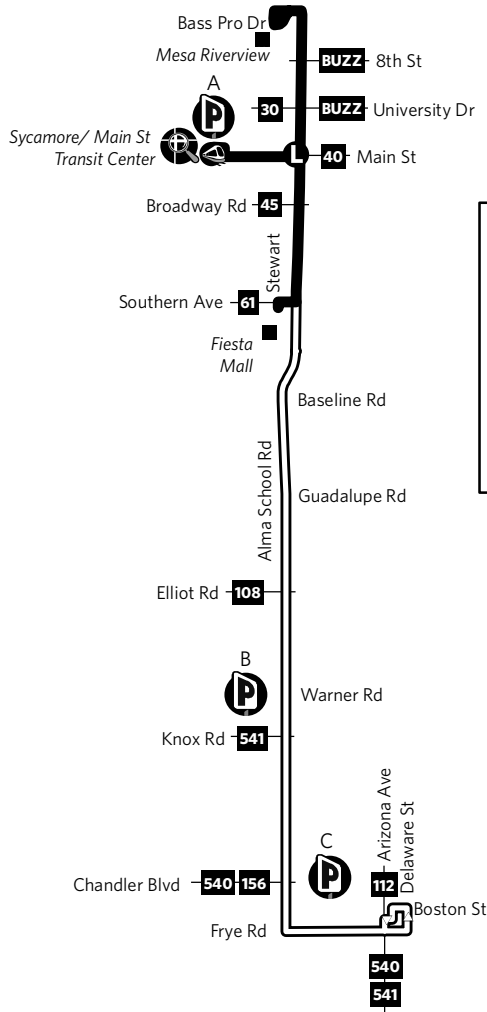 Bass Pro Dr
Mesa Riverview
BUZZ 8th St
A
P
30 BUZZ University Dr
Sycamore/ Main St
Transit Center
L 40 Main St
Broadway Rd 45
Stewart
Southern Ave 61
Fiesta
Mall
Baseline Rd
Alma School Rd
Guadalupe Rd
Elliot Rd 108
B
P
Warner Rd
Knox Rd 541
C
P
Arizona Ave
Delaware St
Chandler Blvd 540 156
112
Boston St
Frye Rd
540
541